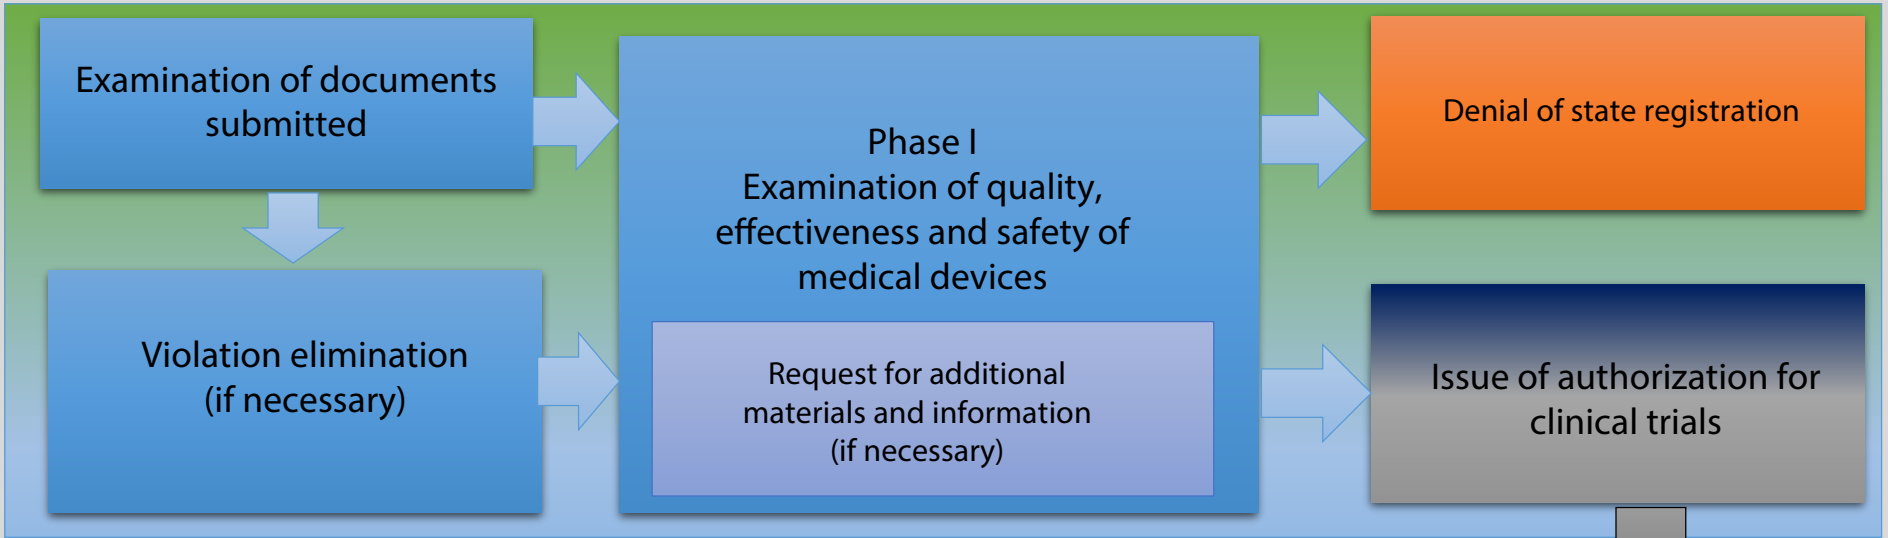 Examination of documents
submitted
Violation elimination
(if necessary)
Phase I
Examination of quality,
effectiveness and safety of
medical devices
Request for additional
materials and information
(if necessary)
Denial of state registration
Issue of authorization for
clinical trials